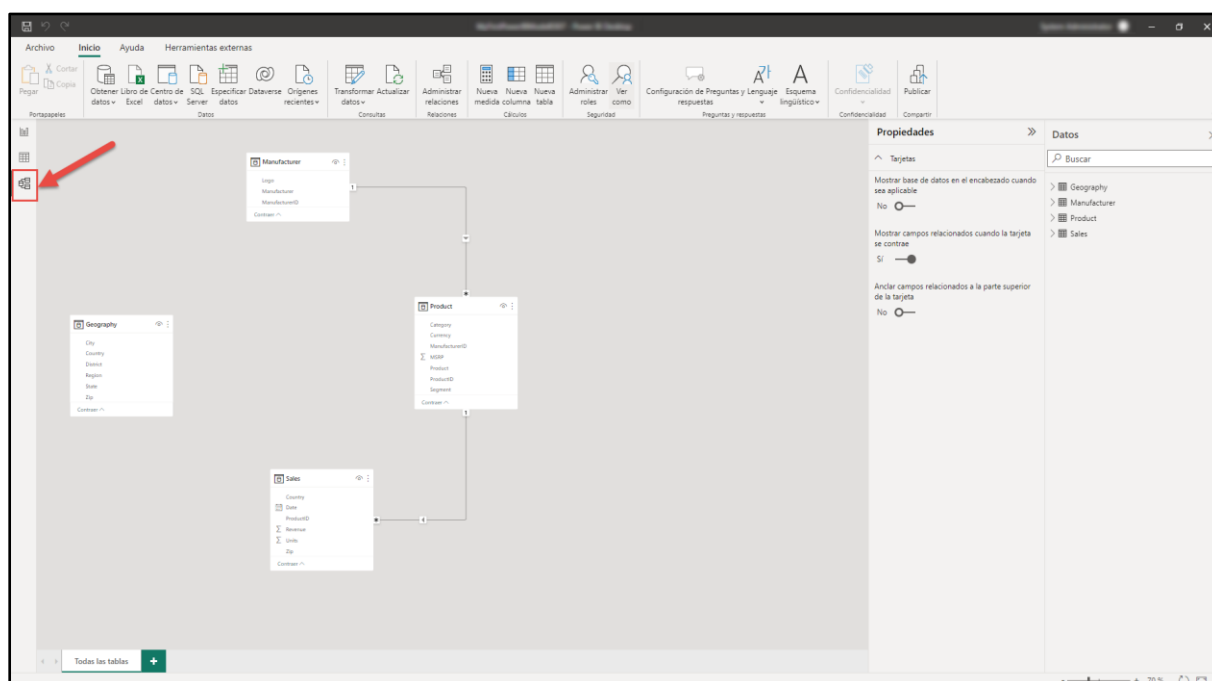 Archivo Inicio Ayuda Herramientas externas
Pegar
Cortar
Copia
Portapapeles
Obtener datos
Libro de Excel
Centro de datos
SQL Server
Especificar datos
Dataverse
Orígenes recientes
Datos
Transformar datos
Actualizar
Consultas
Administrar relaciones
Relaciones
Nueva medida
Nueva columna
Nueva tabla
Cálculos
Administrar roles
Ver como
Seguridad
Configuración de Preguntas y respuestas
Lenguaje
Esquema lingüístico
Preguntas y respuestas
Confidencialidad
Confidencialidad
Publicar
Compartir
Manufacturer
Logo
Manufacturer
ManufacturerID
Contraer
1
Geography
City
Country
District
Region
State
Zip
Contraer
Product
Category
Currency
ManufacturerID
Σ MSRP
Product
ProductID
Segment
Contraer
1
Sales
Country
Date
ProductID
Σ Revenue
Σ Units
Zip
Contraer
Propiedades
Tarjetas
Mostrar base de datos en el encabezado cuando
sea aplicable
No
Mostrar campos relacionados cuando la tarjeta
se contrae
Sí
Anclar campos relacionados a la parte superior
de la tarjeta
No
Datos
Buscar
Geography
Manufacturer
Product
Sales
Todas las tablas
+
- + 70 %